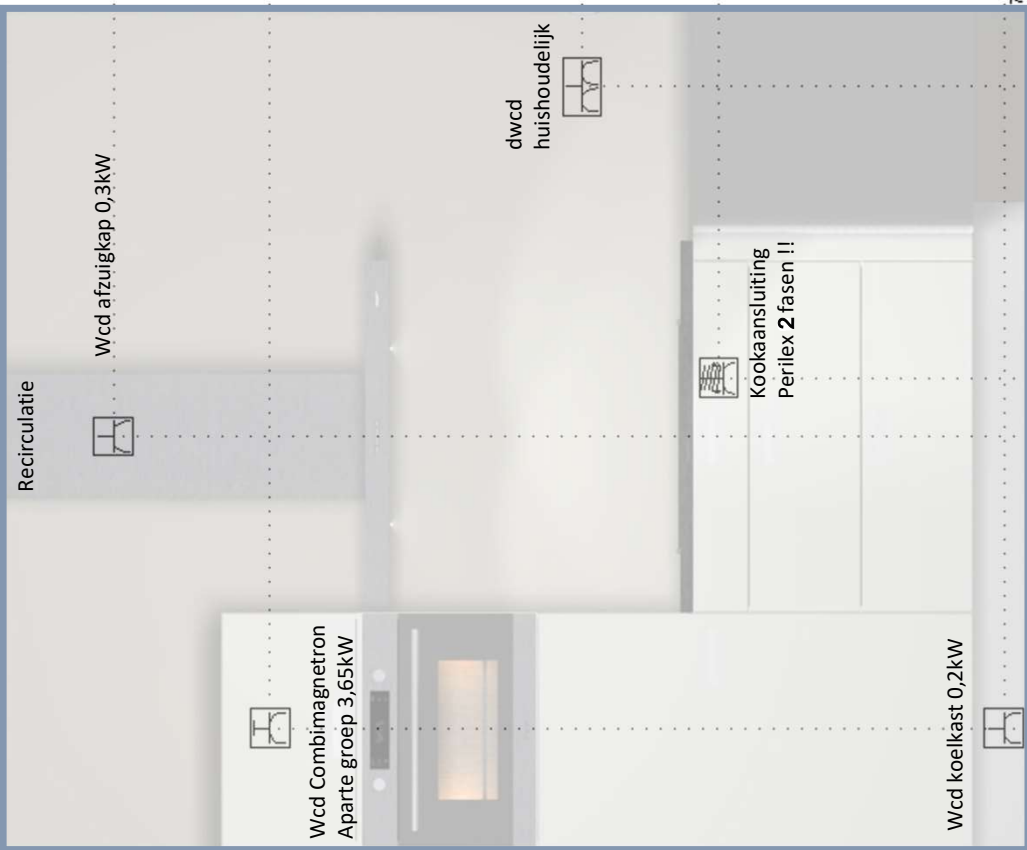 Recirculatie
Wcd afzuigkap 0,3kW
dwcd
huishoudelijk
Wcd Combimagnetron
Aparte groep 3,65kW
Kookaansluiting
Perilex 2 fasen !!
Wcd koelkast 0,2kW